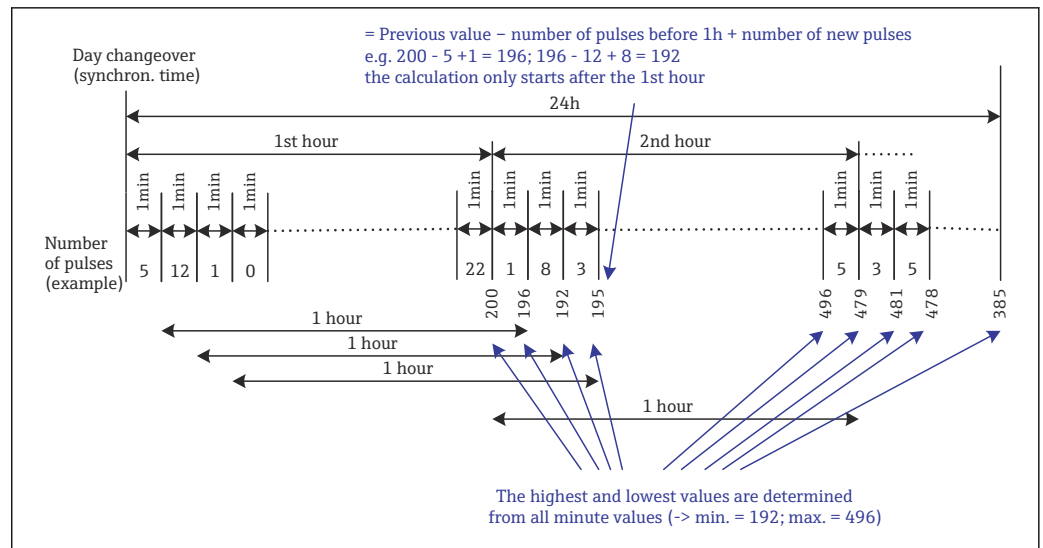 = Previous value – number of pulses before 1h + number of new pulses
e.g. 200 - 5 +1 = 196; 196 - 12 + 8 = 192
the calculation only starts after the 1st hour
Day changeover
(synchron. time)
24h
1st hour
2nd hour
1min
1min
1min
1min
1min
1min
1min
1min
1min
1min
1min
Number
of pulses
(example)
5
12
1
0
22
1
8
3
5
3
5
200
196
192
195
496
479
481
478
385
1 hour
1 hour
1 hour
1 hour
The highest and lowest values are determined
from all minute values (-> min. = 192; max. = 496)